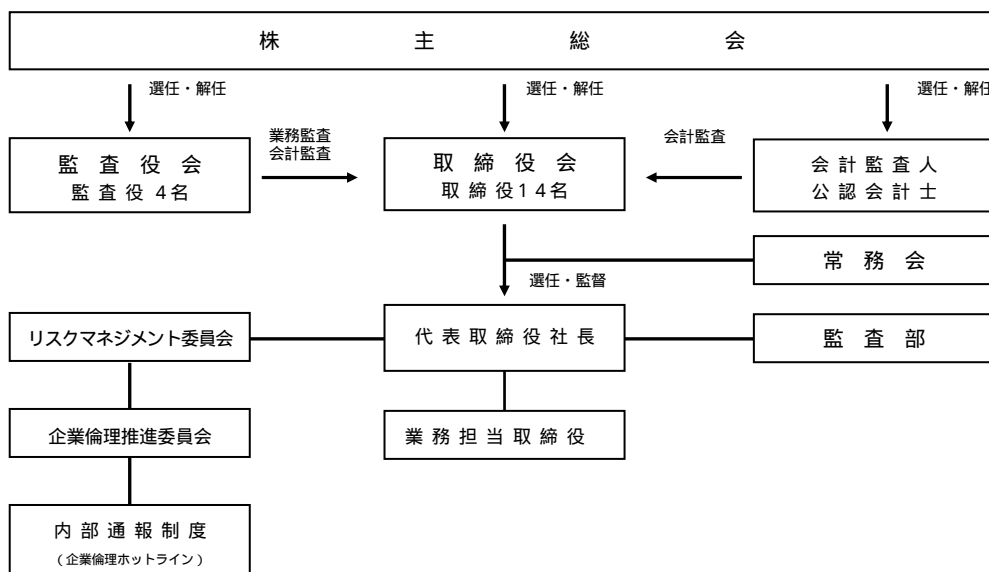 株主総会
選任・解任
選任・解任
選任・解任
監査役会
監査役 4名
業務監査
会計監査
取締役会
取締役14名
会計監査
会計監査人
公認会計士
常務会
選任・監督
リスクマネジメント委員会
代表取締役社長
監査部
企業倫理推進委員会
業務担当取締役
内部通報制度
(企業倫理ホットライン)